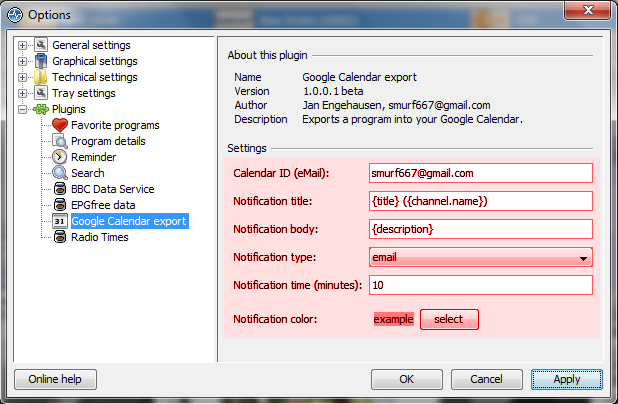 Options
General settings
Graphical settings
Technical settings
Tray settings
Plugins
Favorite programs
Program details
Reminder
Search
BBC Data Service
EPGfree data
31 Google Calendar export
Radio Times
About this plugin
Name Google Calendar export
Version 1.0.0.1 beta
Author Jan Engehausen, smurf667@gmail.com
Description Exports a program into your Google Calendar.
Settings
Calendar ID (eMail): smurf667@gmail.com
Notification title: {title} ({channel.name})
Notification body: {description}
Notification type: email
Notification time (minutes): 10
Notification color: example select
Online help
OK
Cancel
Apply